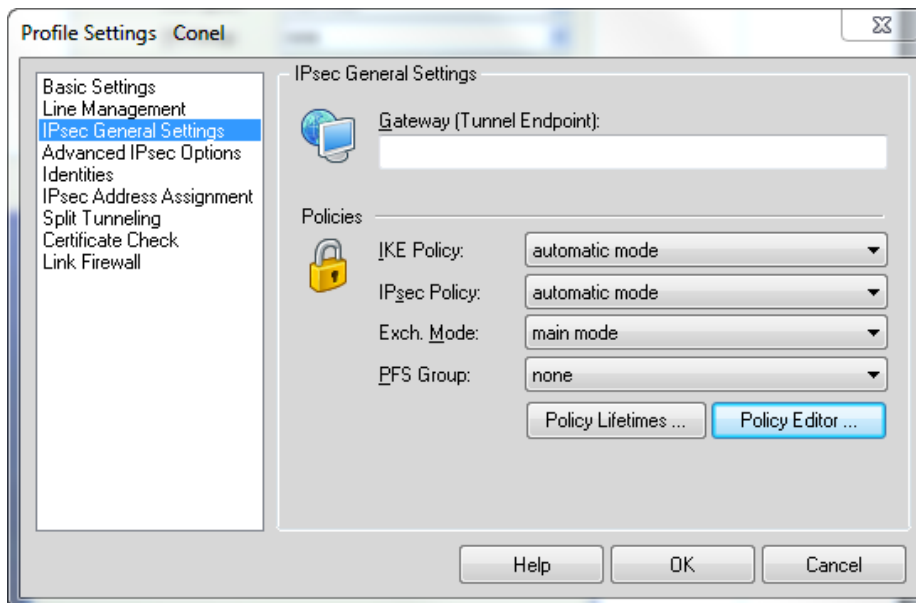 Profile Settings Conel
Basic Settings
Line Management
IPsec General Settings
Advanced IPsec Options
Identities
IPsec Address Assignment
Split Tunneling
Certificate Check
Link Firewall
IPsec General Settings
Gateway (Tunnel Endpoint):
Policies
IKE Policy: automatic mode
IPsec Policy: automatic mode
Exch. Mode: main mode
PFS Group: none
Policy Lifetimes ... Policy Editor ...
Help OK Cancel